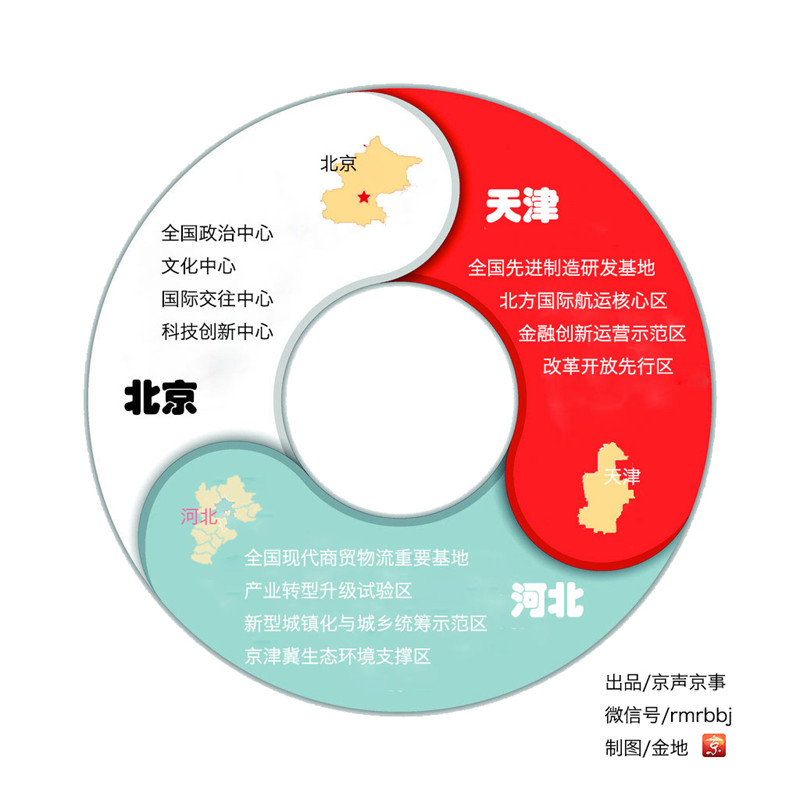 北京
全国政治中心
文化中心
国际交往中心
科技创新中心
北京
天津
全国先进制造研发基地
北方国际航运核心区
金融创新运营示范区
改革开放先行区
天津
河北
全国现代商贸物流重要基地
产业转型升级试验区
新型城镇化与城乡统筹示范区
京津冀生态环境支撑区
河北
出品/京声京事
微信号/rmrbbj
制图/金地
京